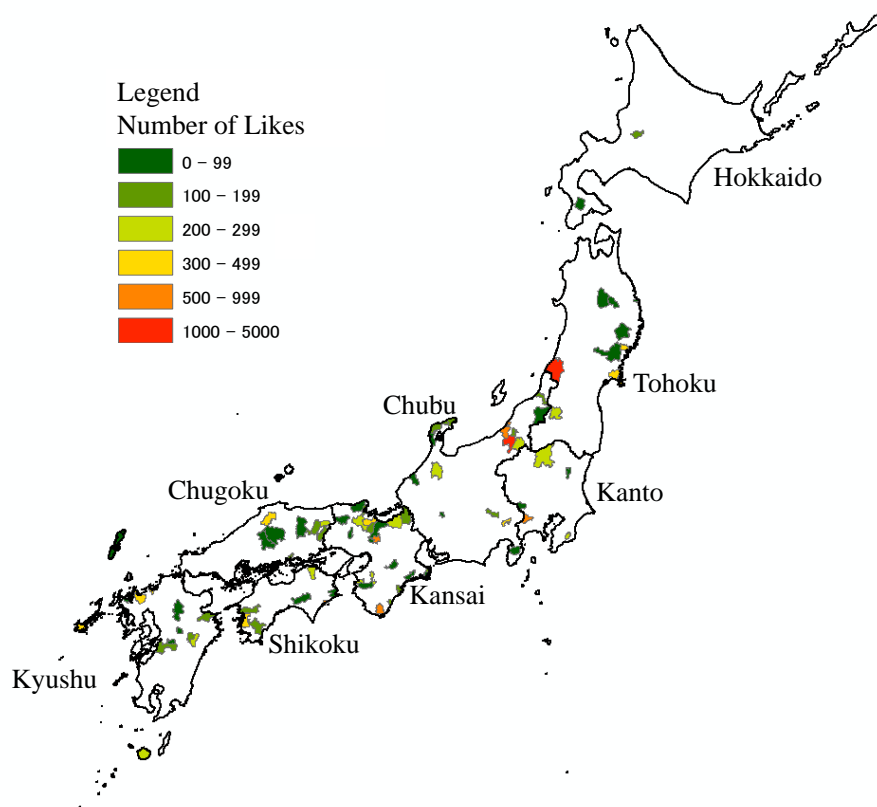 Legend
Number of Likes
0 – 99
100 – 199
200 – 299
300 – 499
500 – 999
1000 – 5000
Hokkaido
Tohoku
Chubu
Kanto
Chugoku
Kansai
Shikoku
Kyushu